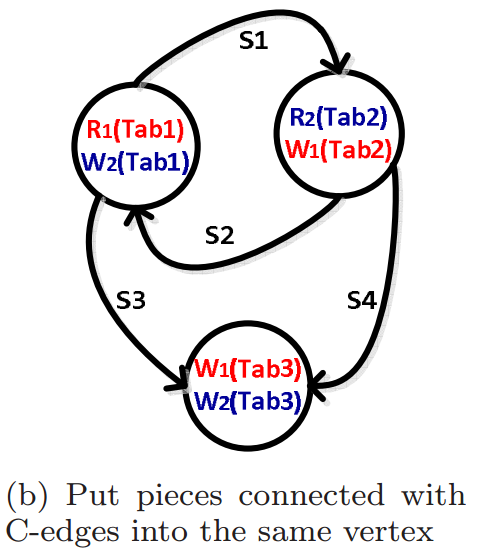 S1
R1(Tab1)
W2(Tab1)
R2(Tab2)
W1(Tab2)
S2
S3
S4
W1(Tab3)
W2(Tab3)
(b) Put pieces connected with
C-edges into the same vertex